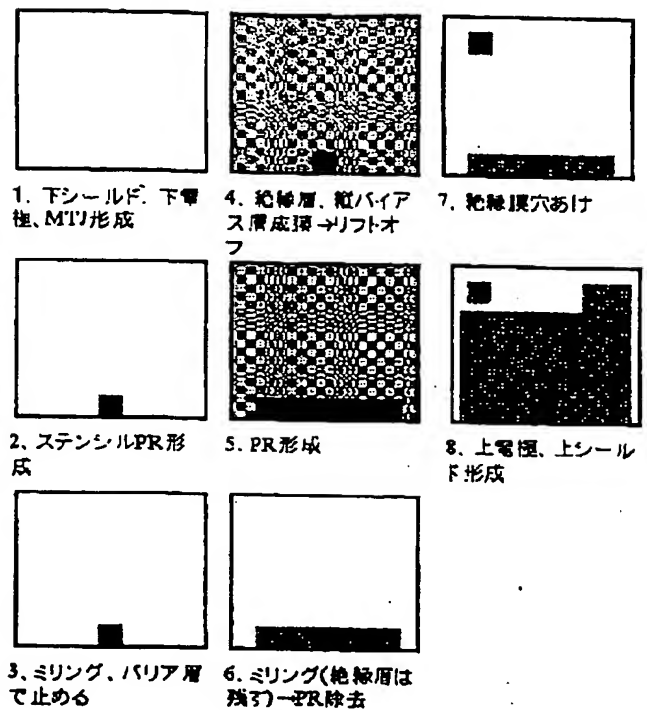 1. 下シールド、下電
極、MTJ形成
2、ステンシルPR形
成
3、ミリング、バリア層
で止める
4、絶縁層、縦バイア
ス層成膜→リフトオ
フ
5、PR形成
6、ミリング(絶縁層は
残す)→PR除去
7、絶縁膜穴あけ
8、上電極、上シール
ド形成